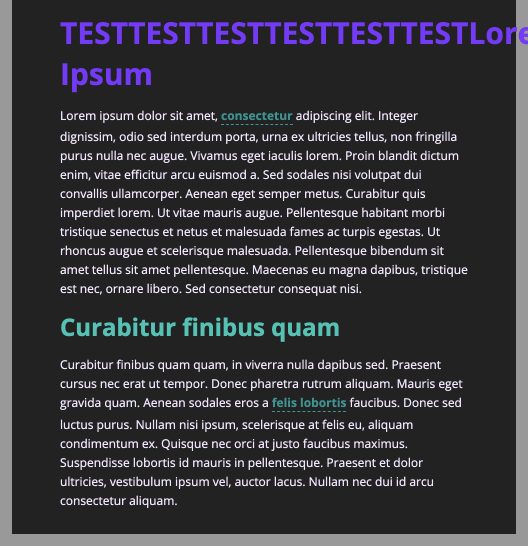 TESTTESTTESTTESTTESTTESTLore
Ipsum
Lorem ipsum dolor sit amet, consectetur adipiscing elit. Integer
dignissim, odio sed interdum porta, urna ex ultricies tellus, non fringilla
purus nulla nec augue. Vivamus eget iaculis lorem. Proin blandit dictum
enim, vitae efficitur arcu euismod a. Sed sodales nisi volutpat dui
convallis ullamcorper. Aenean eget semper metus. Curabitur quis
imperdiet lorem. Ut vitae mauris augue. Pellentesque habitant morbi
tristique senectus et netus et malesuada fames ac turpis egestas. Ut
rhoncus augue et scelerisque malesuada. Pellentesque bibendum sit
amet tellus sit amet pellentesque. Maecenas eu magna dapibus, tristique
est nec, ornare libero. Sed consectetur consequat nisi.
Curabitur finibus quam
Curabitur finibus quam quam, in viverra nulla dapibus sed. Praesent
cursus nec erat ut tempor. Donec pharetra rutrum aliquam. Mauris eget
gravida quam. Aenean sodales eros a felis lobortis faucibus. Donec sed
luctus purus. Nullam nisi ipsum, scelerisque at felis eu, aliquam
condimentum ex. Quisque nec orci at justo faucibus maximus.
Suspendisse lobortis id mauris in pellentesque. Praesent et dolor
ultricies, vestibulum ipsum vel, auctor lacus. Nullam nec dui id arcu
consectetur aliquam.